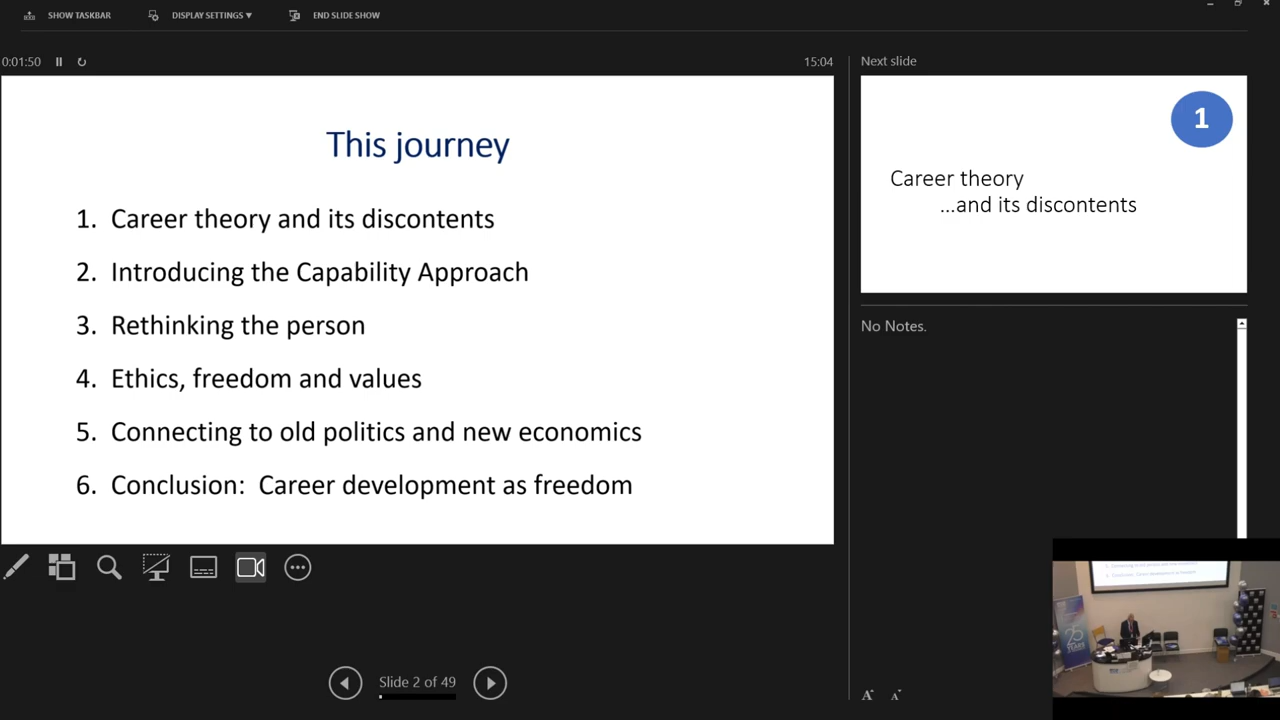 SHOW TASKBAR
DISPLAY SETTINGS ▼
END SLIDE SHOW
0:01:50
15:04
This journey
1. Career theory and its discontents
2. Introducing the Capability Approach
3. Rethinking the person
4. Ethics, freedom and values
5. Connecting to old politics and new economics
6. Conclusion: Career development as freedom
Slide 2 of 49
Next slide
1
Career theory
...and its discontents
No Notes.
A
A
25
YEARS